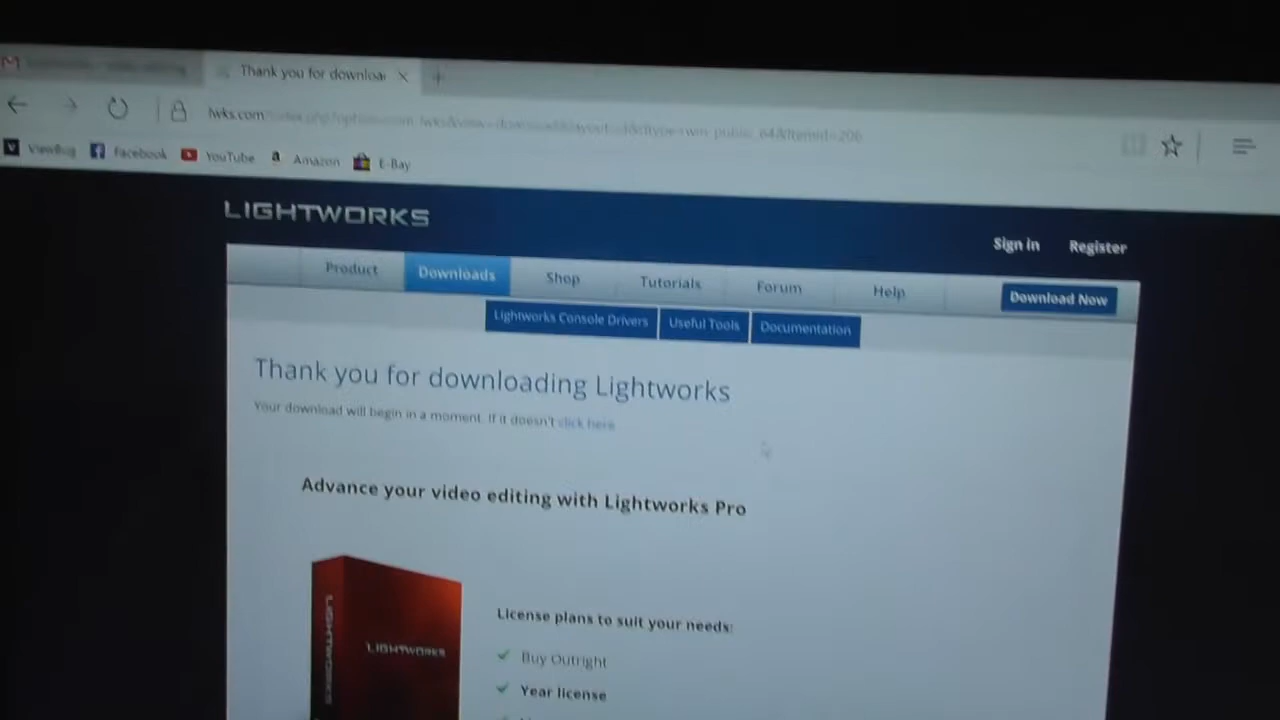 Thank you for downloa
lwks.com
ViewBug Facebook YouTube Amazon E-Bay
LIGHTWORKS
Sign in Register
Product Downloads Shop Tutorials Forum Help Download Now
Lightworks Console Drivers Useful Tools Documentation
Thank you for downloading Lightworks
Your download will begin in a moment. If it doesn't click here
Advance your video editing with Lightworks Pro
LIGHTWORKS
LIGHTWORKS
License plans to suit your needs:
Buy Outright
Year license